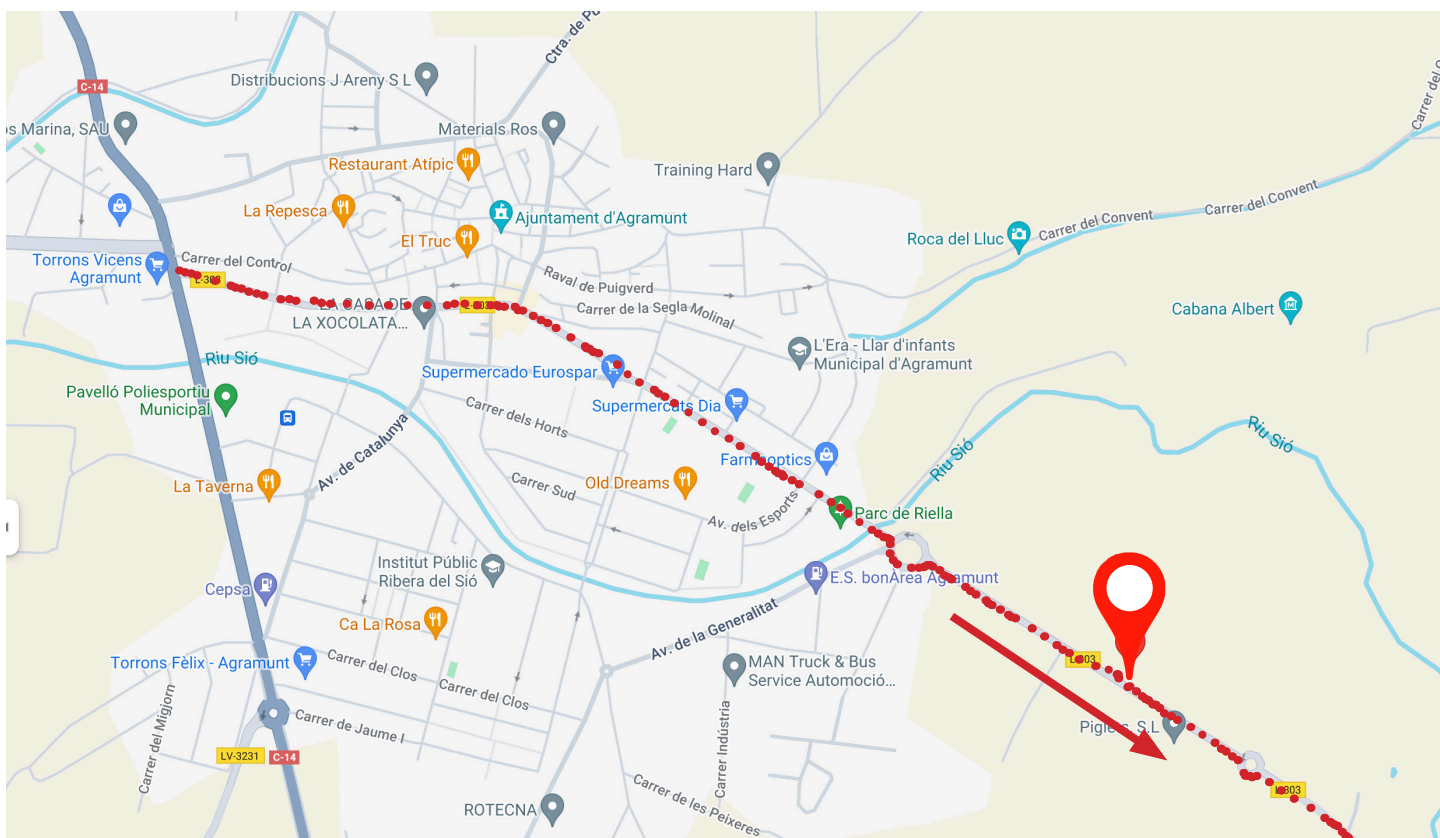 Ctra. de Pu
C-14
Distribucions J Areny S L
os Marina, SAU
Materials Ros
Restaurant Atípic
Training Hard
Carrer del C
La Repesca
Ajuntament d'Agramunt
Carrer del Convent
Carrer del Convent
Roca del Lluc
El Truc
Torrons Vicens
Agramunt
Carrer del Control
Raval de Puigverd
Carrer de la Segla Molinal
LA CASA DE
LA XOCOLATA...
Cabana Albert
Riu Sió
L'Era - Llar d'infants
Municipal d'Agramunt
Supermercado Eurospar
Pavelló Poliesportiu
Municipal
Supermercats Dia
Carrer dels Horts
Av. de Catalunya
Riu Sió
Riu Sió
Farmaoptics
La Taverna
Carrer Sud
Old Dreams
Av. dels Esports
Parc de Riella
Institut Públic
Ribera del Sió
E.S. bonÀrea Agramunt
Cepsa
Ca La Rosa
Av. de la Generalitat
Torrons Fèlix - Agramunt
Carrer del Clos
Carrer del Clos
MAN Truck & Bus
Service Automoció...
L-303
Carrer del Migjorn
Carrer de Jaume I
Carrer Indústria
LV-3231
C-14
Carrer de les Peixeres
ROTECNA
L-303